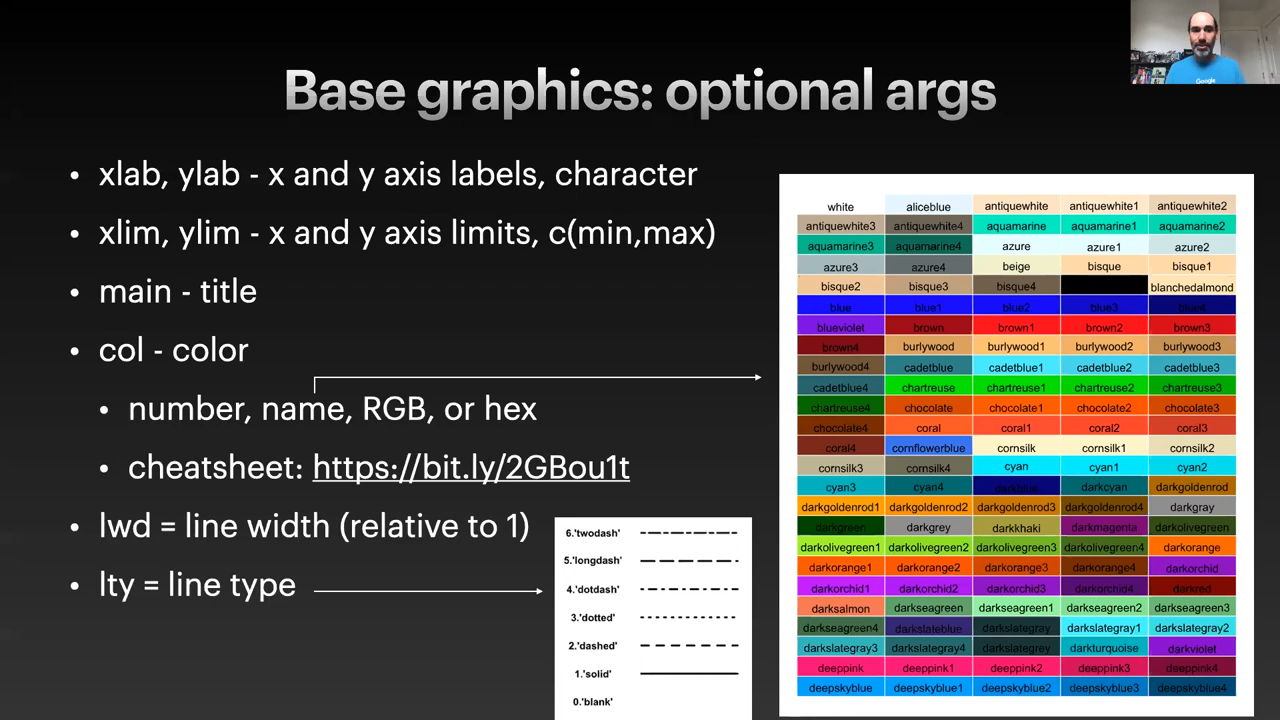 Google
Base graphics: optional args
• xlab, ylab - x and y axis labels, character
• xlim, ylim - x and y axis limits, c(min,max)
• main - title
• col - color
• number, name, RGB, or hex
• cheatsheet: https://bit.ly/2GBou1t
• lwd = line width (relative to 1)
• lty = line type
6.'twodash'
5.'longdash'
4.'dotdash'
3.'dotted'
2.'dashed'
1.'solid'
0.'blank'
white aliceblue antiquewhite antiquewhite1 antiquewhite2
antiquewhite3 antiquewhite4 aquamarine aquamarine1 aquamarine2
aquamarine3 aquamarine4 azure azure1 azure2
azure3 azure4 beige bisque bisque1
bisque2 bisque3 bisque4 blanchedalmond
blue blue1 blue2 blue3 blue4
blueviolet brown brown1 brown2 brown3
brown4 burlywood burlywood1 burlywood2 burlywood3
burlywood4 cadetblue cadetblue1 cadetblue2 cadetblue3
cadetblue4 chartreuse chartreuse1 chartreuse2 chartreuse3
chartreuse4 chocolate chocolate1 chocolate2 chocolate3
chocolate4 coral coral1 coral2 coral3
coral4 cornflowerblue cornsilk cornsilk1 cornsilk2
cornsilk3 cornsilk4 cyan cyan1 cyan2
cyan3 cyan4 darkblue darkcyan darkgoldenrod
darkgoldenrod1 darkgoldenrod2 darkgoldenrod3 darkgoldenrod4 darkgray
darkgreen darkgrey darkkhaki darkmagenta darkolivegreen
darkolivegreen1 darkolivegreen2 darkolivegreen3 darkolivegreen4 darkorange
darkorange1 darkorange2 darkorange3 darkorange4 darkorchid
darkorchid1 darkorchid2 darkorchid3 darkorchid4 darkred
darksalmon darkseagreen darkseagreen1 darkseagreen2 darkseagreen3
darkseagreen4 darkslateblue darkslategray darkslategray1 darkslategray2
darkslategray3 darkslategray4 darkslategrey darkturquoise darkviolet
deeppink deeppink1 deeppink2 deeppink3 deeppink4
deepskyblue deepskyblue1 deepskyblue2 deepskyblue3 deepskyblue4